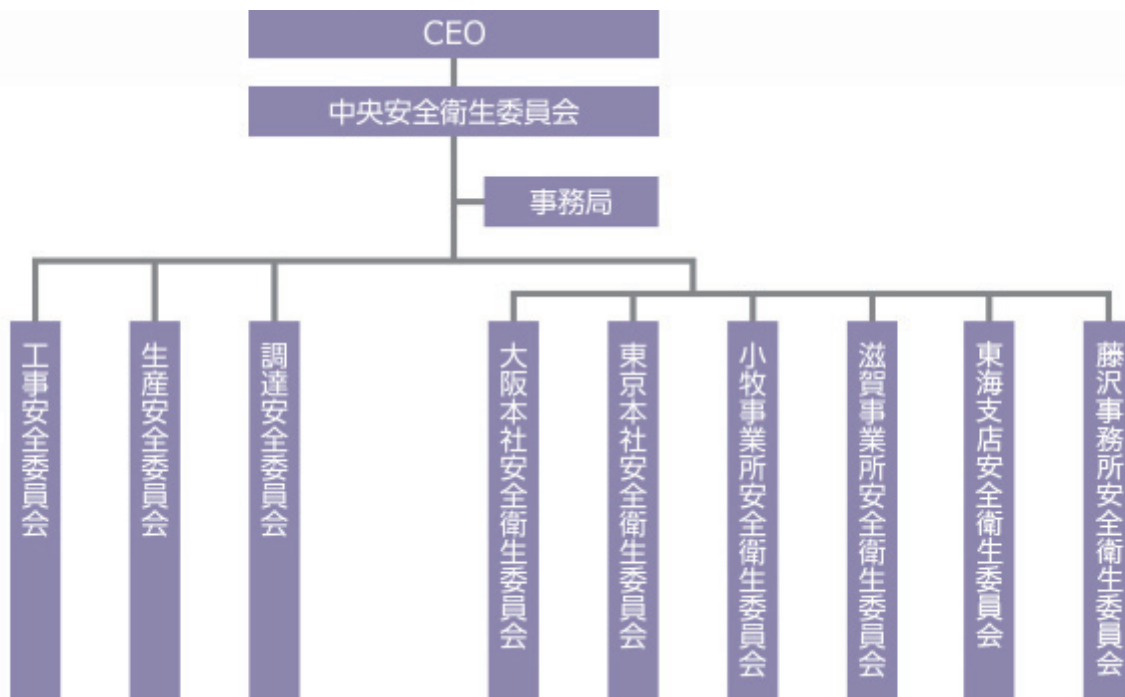 CEO
中央安全衛生委員会
事務局
工事安全委員会
生産安全委員会
調達安全委員会
大阪本社安全衛生委員会
東京本社安全衛生委員会
小牧事業所安全衛生委員会
滋賀事業所安全衛生委員会
東海支店安全衛生委員会
藤沢事務所安全衛生委員会